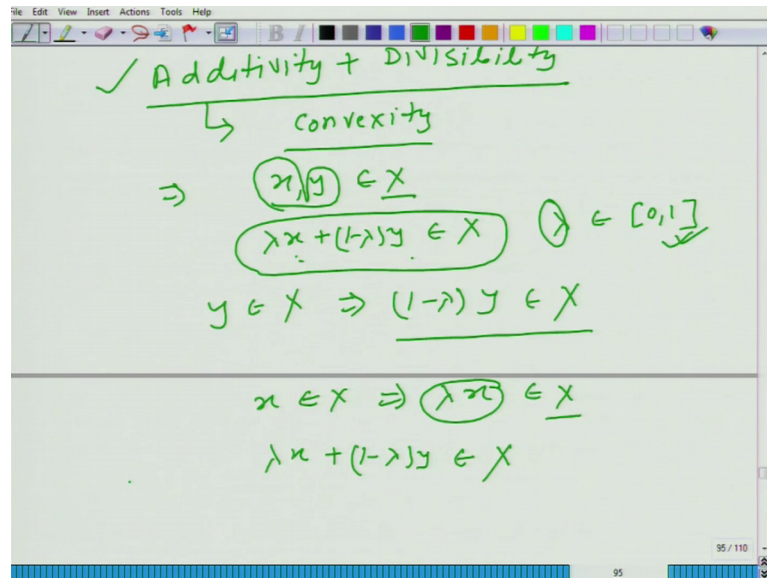 ile Edit View Insert Actions Tools Help
B I
✓ Additivity + Divisibility
↳ Convexity
⇒ x, y ∈ X
λx + (1-λ)y ∈ X λ ∈ [0,1]
y ∈ X ⇒ (1-λ) y ∈ X
x ∈ X ⇒ λx ∈ X
λx + (1-λ)y ∈ X
95 / 110
95